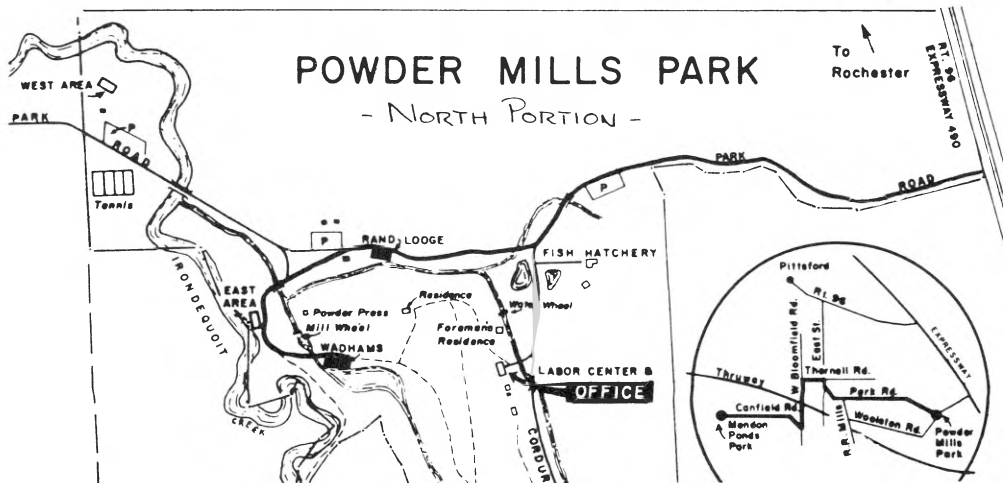 POWDER MILLS PARK
- NORTH PORTION -
To
Rochester
RT. 96
EXPRESSWAY 490
WEST AREA
PARK
ROAD
P
Tennis
P
RAND LODGE
PARK
ROAD
P
FISH HATCHERY
Water Wheel
IRONDEQUOIT
CREEK
EAST
AREA
Powder Press
Mill Wheel
Residence
Foremans
Residence
WADHAMS
LABOR CENTER &
OFFICE
CORDUR
Pittsford
Rt. 96
EXPRESSWAY
W Bloomfield Rd.
East St.
Thornell Rd.
Thruway
Park Rd.
Canfield Rd.
Mendon
Ponds
Park
R.R. Mills
Woolston Rd.
Powder
Mills
Park